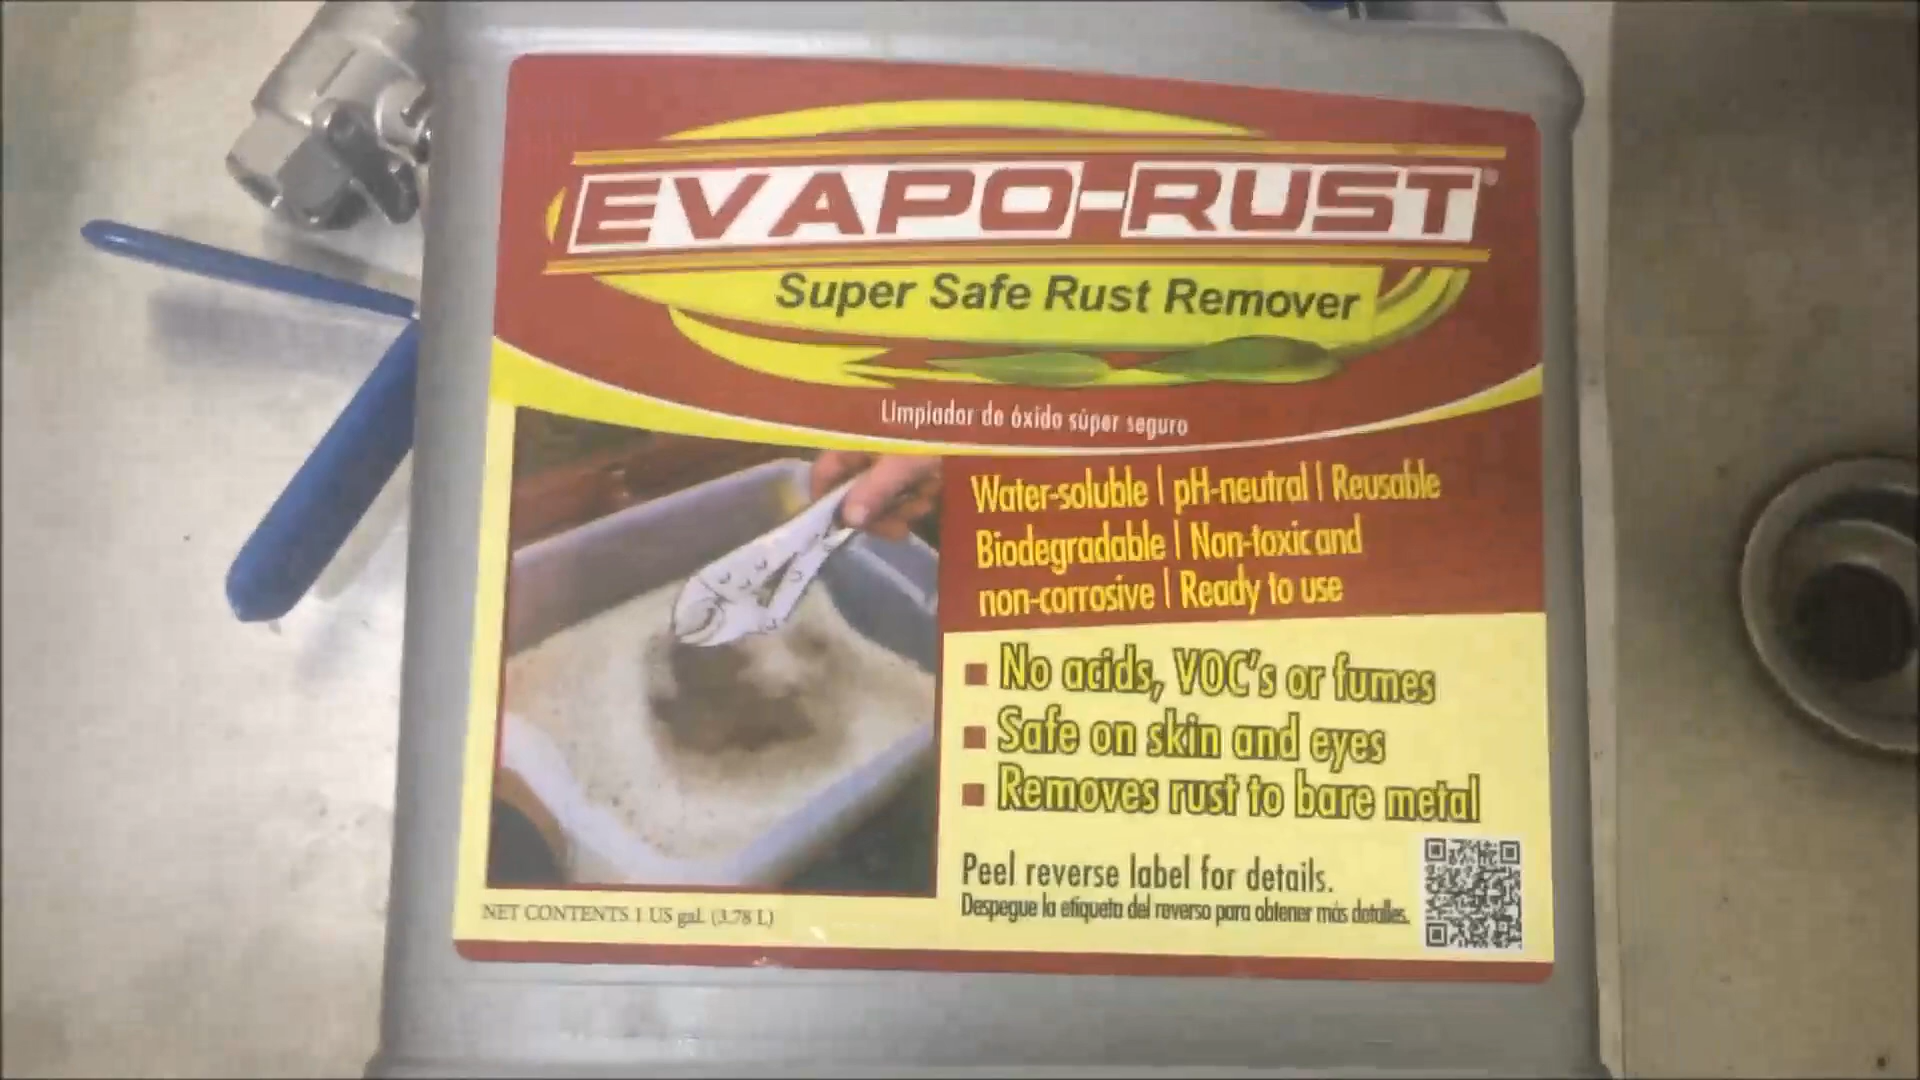 EVAPO-RUST®
Super Safe Rust Remover
Limpiador de óxido súper seguro
Water-soluble | pH-neutral | Reusable
Biodegradable | Non-toxic and
non-corrosive | Ready to use
No acids, VOC's or fumes
Safe on skin and eyes
Removes rust to bare metal
Peel reverse label for details.
Despegue la etiqueta del reverso para obtener más detalles.
NET CONTENTS 1 US gal. (3.78 L)